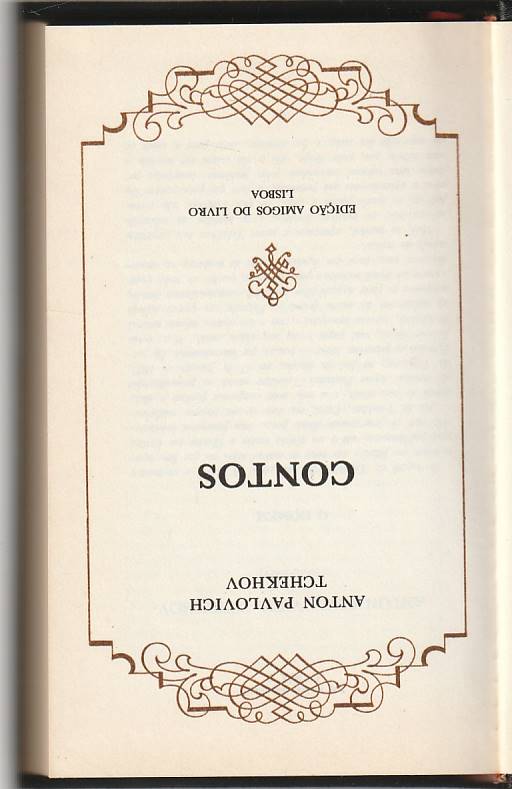 ANTON PAVLOVICH
TCHEKHOV
CONTOS
EDIÇÃO AMIGOS DO LIVRO
LISBOA